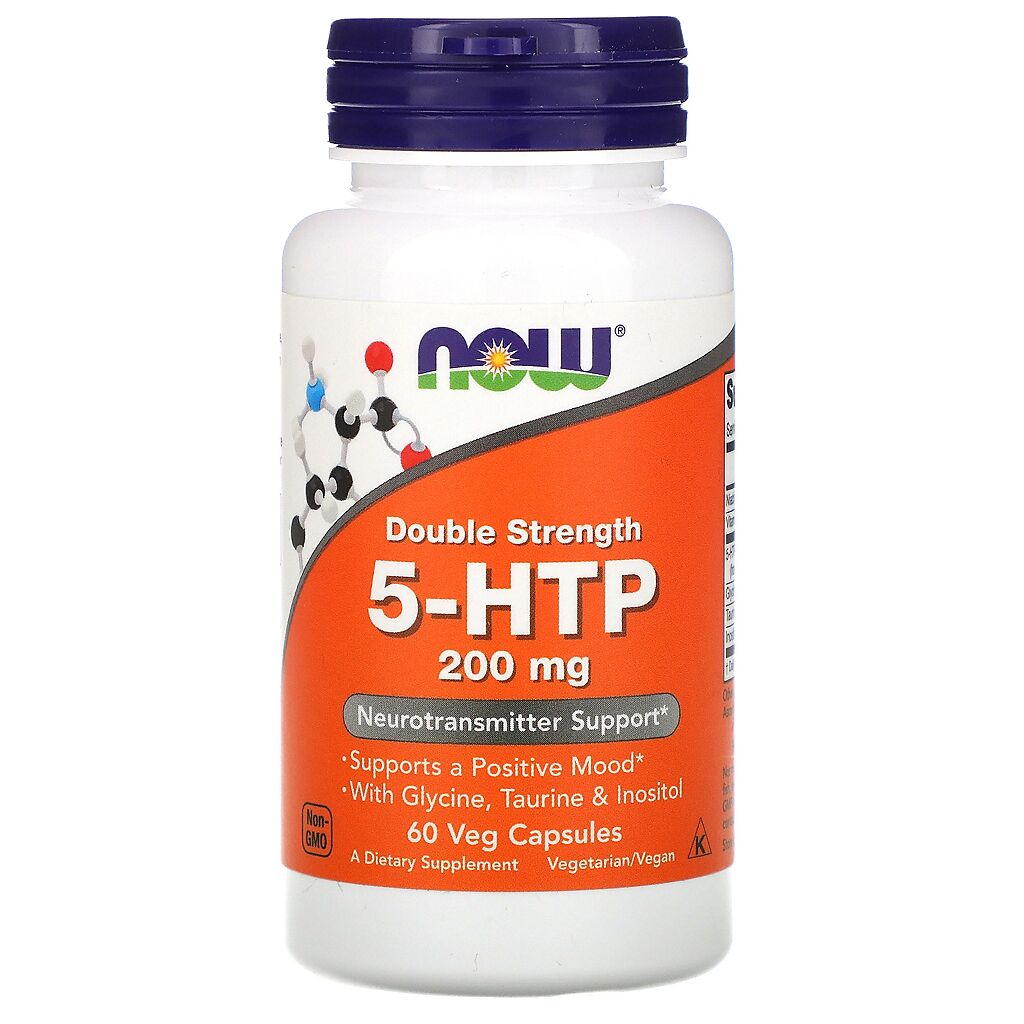 NOW®
Double Strength
5-HTP
200 mg
Neurotransmitter Support*
• Supports a Positive Mood*
• With Glycine, Taurine & Inositol
Non-
GMO
60 Veg Capsules
K
A Dietary Supplement Vegetarian/Vegan